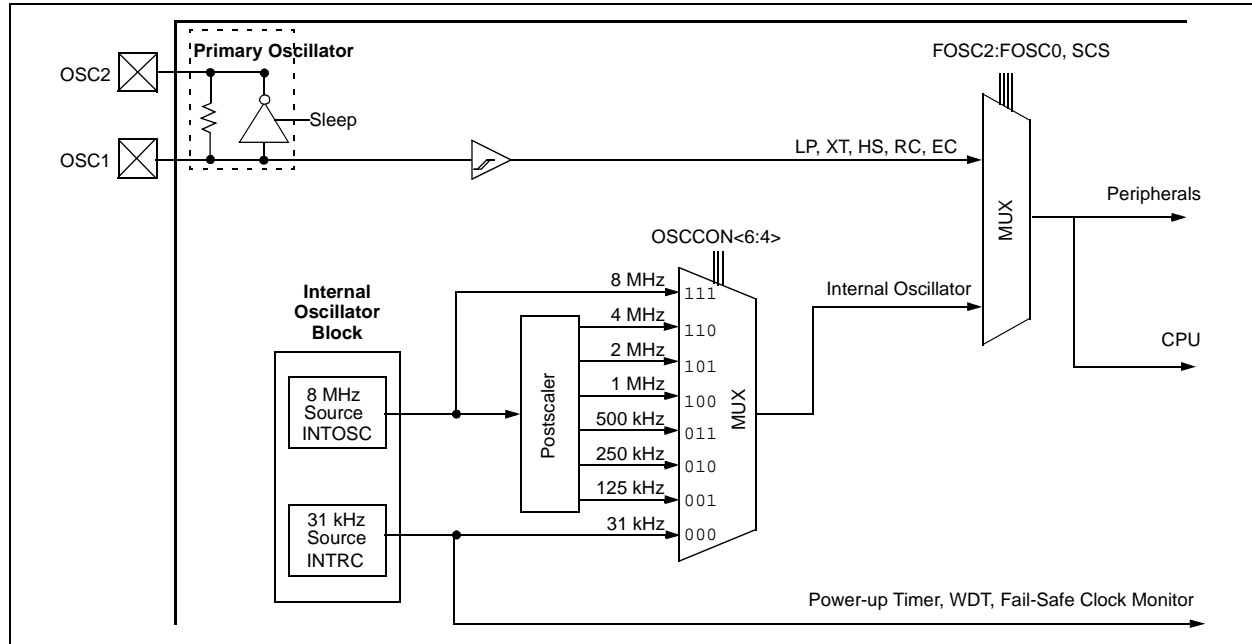 Primary Oscillator
OSC2
Sleep
OSC1
FOSC2:FOSC0, SCS
LP, XT, HS, RC, EC
MUX
Peripherals
CPU
OSCCON<6:4>
Internal Oscillator
Internal
Oscillator
Block
8 MHz
Source
INTOSC
31 kHz
Source
INTRC
Postscaler
8 MHz
111
4 MHz
110
2 MHz
101
1 MHz
100
500 kHz
011
250 kHz
010
125 kHz
001
31 kHz
000
MUX
Power-up Timer, WDT, Fail-Safe Clock Monitor